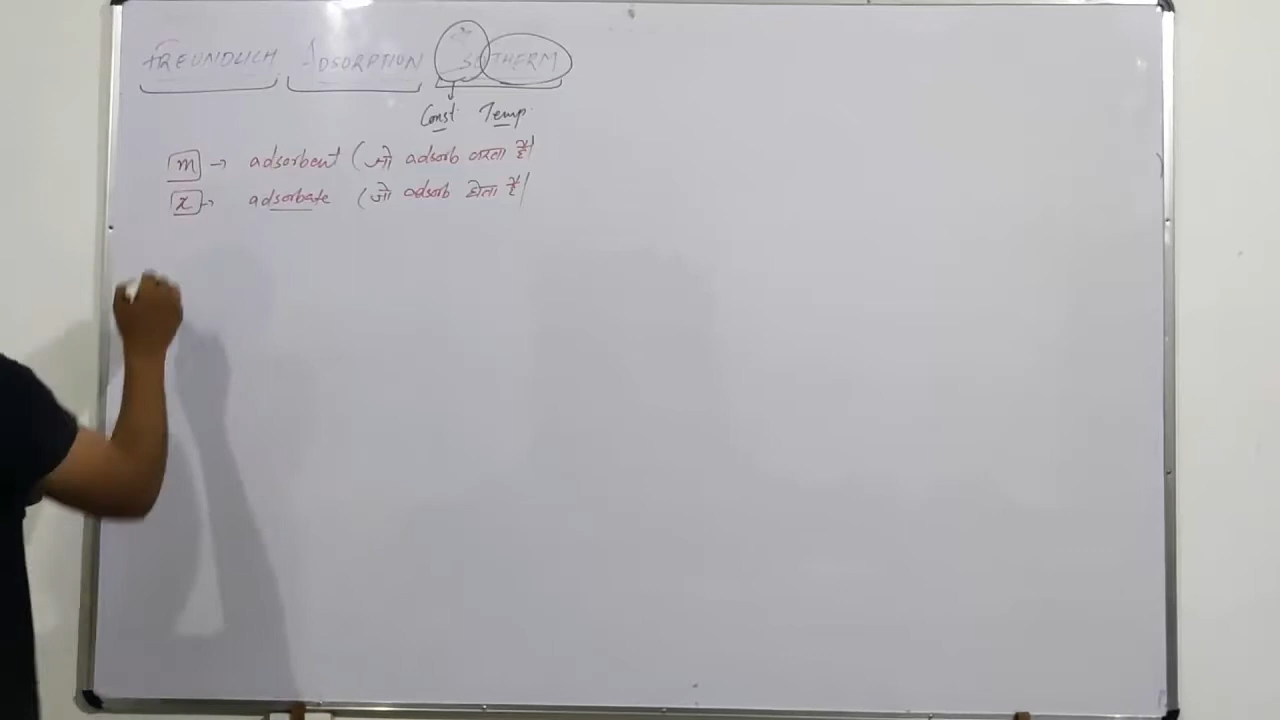 FREUNDLICH ADSORPTION ISOTHERM
Const. Temp.
m → adsorbent (जो adsorb करता है)
x → adsorbate (जो adsorb होता है)